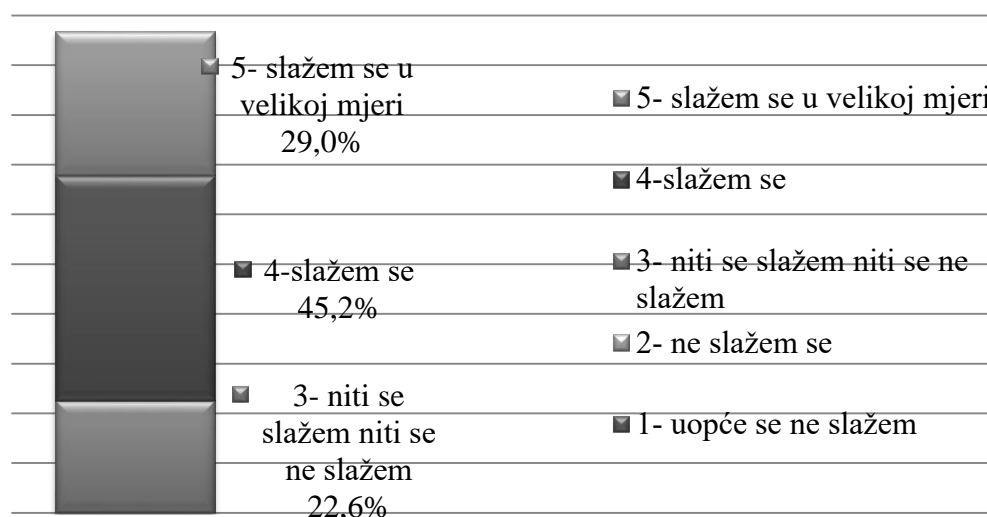 5- slažem se u
velikoj mjeri
29,0%
4-slažem se
45,2%
3- niti se
slažem niti se
ne slažem
22,6%
5- slažem se u velikoj mjeri
4-slažem se
3- niti se slažem niti se ne
slažem
2- ne slažem se
1- uopće se ne slažem